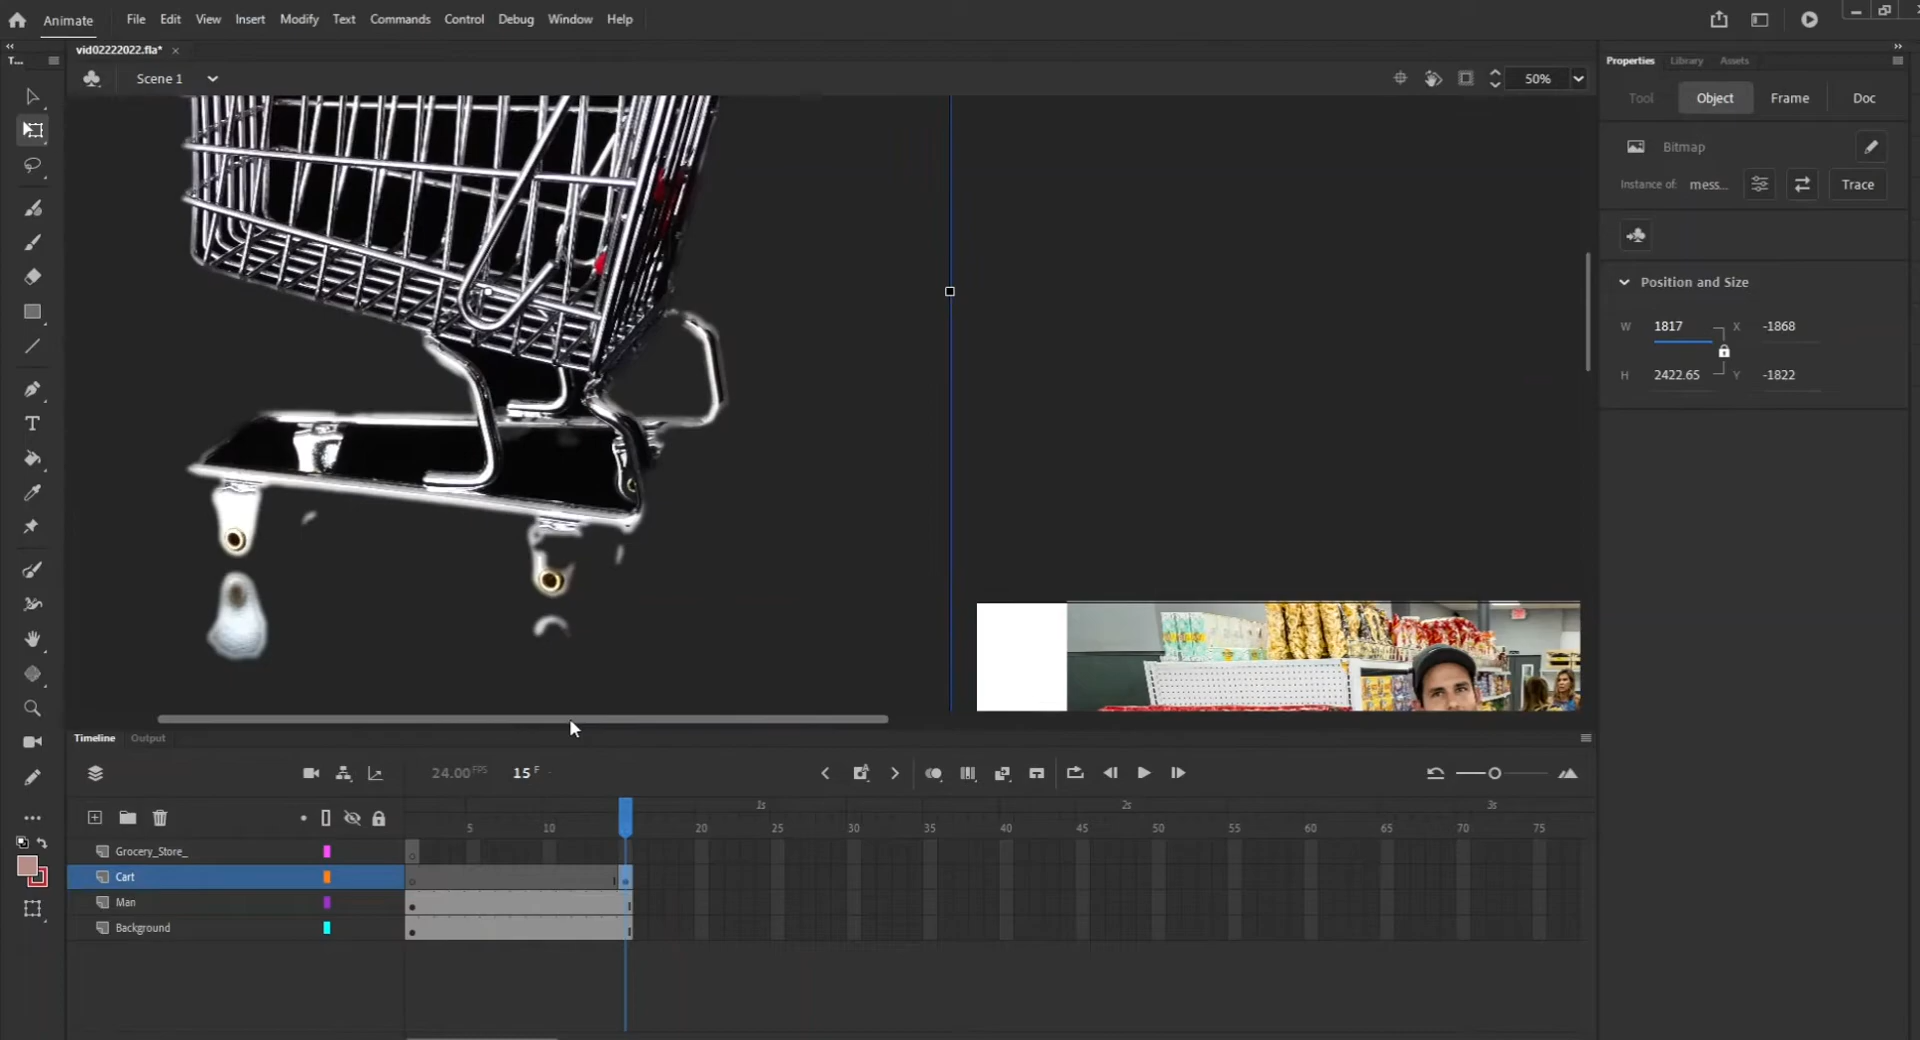 Animate File Edit View Insert Modify Text Commands Control Debug Window Help
vid02222022.fla* ×
T... Properties Library Assets
Scene 1 50%
Tool Object Frame Doc
Bitmap
Instance of: mess... Trace
Position and Size
W 1817 X -1868
H 2422.65 Y -1822
Timeline Output
24.00 FPS 15 F
1s 2s 3s
5 10 20 25 30 35 40 45 50 55 60 65 70 75
Grocery_Store_
Cart
Man
Background